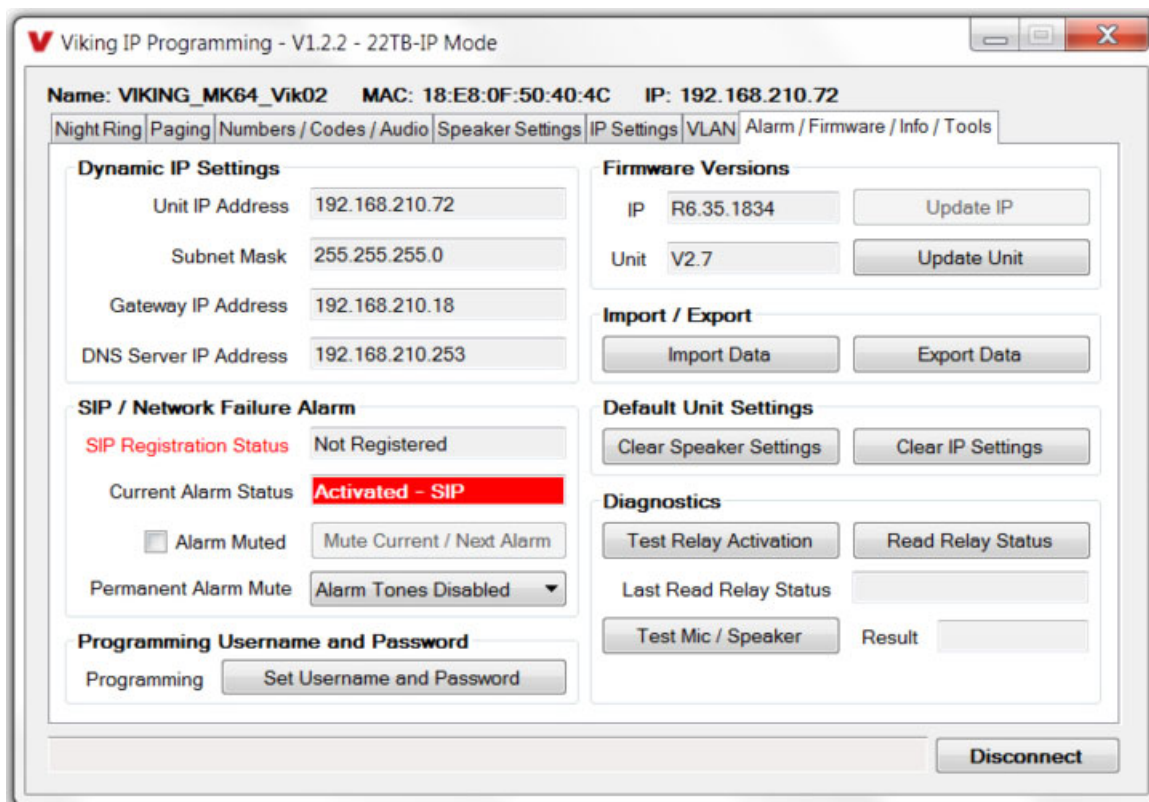 Viking IP Programming - V1.2.2 - 22TB-IP Mode
Name: VIKING_MK64_Vik02 MAC: 18:E8:0F:50:40:4C IP: 192.168.210.72
Night Ring Paging Numbers / Codes / Audio Speaker Settings IP Settings VLAN Alarm / Firmware / Info / Tools
Dynamic IP Settings
Unit IP Address 192.168.210.72
Subnet Mask 255.255.255.0
Gateway IP Address 192.168.210.18
DNS Server IP Address 192.168.210.253
SIP / Network Failure Alarm
SIP Registration Status Not Registered
Current Alarm Status Activated - SIP
Alarm Muted Mute Current / Next Alarm
Permanent Alarm Mute Alarm Tones Disabled
Programming Username and Password
Programming Set Username and Password
Firmware Versions
IP R6.35.1834 Update IP
Unit V2.7 Update Unit
Import / Export
Import Data Export Data
Default Unit Settings
Clear Speaker Settings Clear IP Settings
Diagnostics
Test Relay Activation Read Relay Status
Last Read Relay Status
Test Mic / Speaker Result
Disconnect